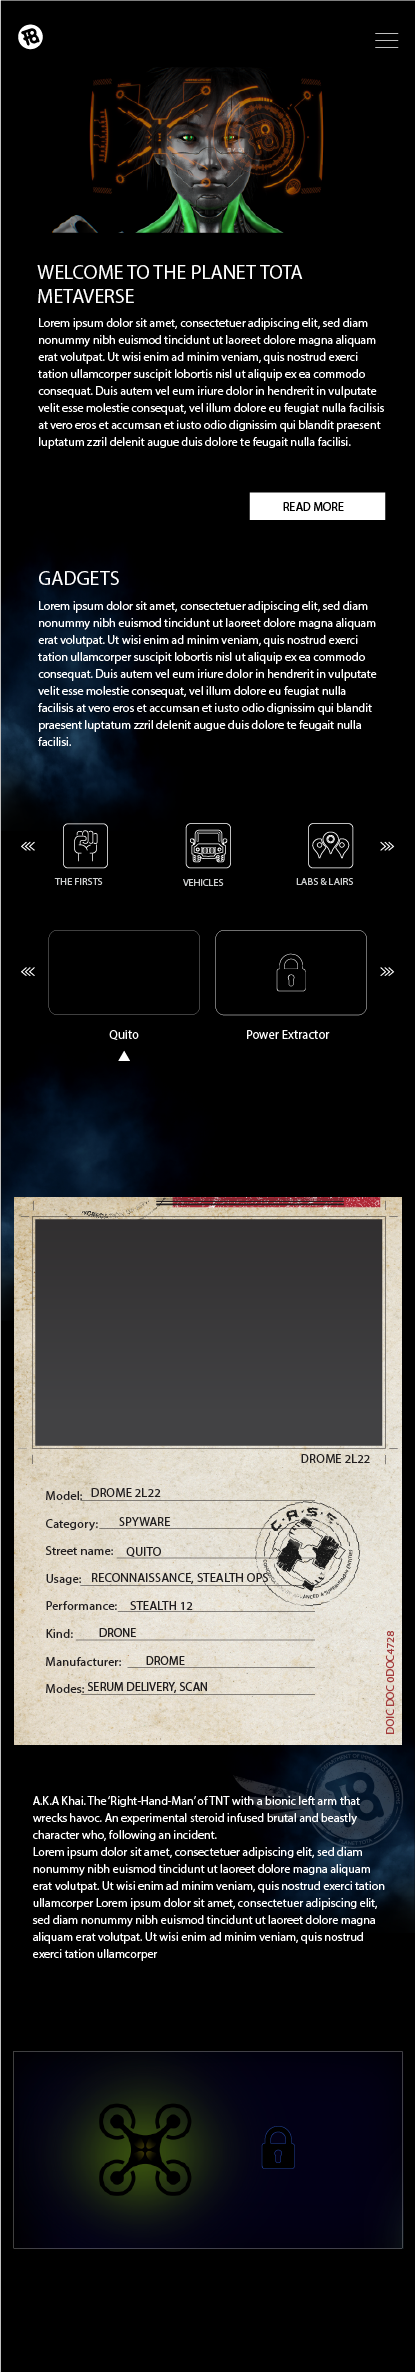 WELCOME TO THE PLANET TOTA
METAVERSE
Lorem ipsum dolor sit amet, consectetuer adipiscing elit, sed diam
nonummy nibh euismod tincidunt ut laoreet dolore magna aliquam
erat volutpat. Ut wisi enim ad minim veniam, quis nostrud exerci
tation ullamcorper suscipit lobortis nisl ut aliquip ex ea commodo
consequat. Duis autem vel eum iriure dolor in hendrerit in vulputate
velit esse molestie consequat, vel illum dolore eu feugiat nulla facilisis
at vero eros et accumsan et iusto odio dignissim qui blandit praesent
luptatum zzril delenit augue duis dolore te feugait nulla facilisi.
READ MORE
GADGETS
Lorem ipsum dolor sit amet, consectetuer adipiscing elit, sed diam
nonummy nibh euismod tincidunt ut laoreet dolore magna aliquam
erat volutpat. Ut wisi enim ad minim veniam, quis nostrud exerci
tation ullamcorper suscipit lobortis nisl ut aliquip ex ea commodo
consequat. Duis autem vel eum iriure dolor in hendrerit in vulputate
velit esse molestie consequat, vel illum dolore eu feugiat nulla
facilisis at vero eros et accumsan et iusto odio dignissim qui blandit
praesent luptatum zzril delenit augue duis dolore te feugait nulla
facilisi.
THE FIRSTS VEHICLES LABS & LAIRS
Quito Power Extractor
DROME 2L22
Model: DROME 2L22
Category: SPYWARE
C.A.S.E
Street name: QUITO
Usage: RECONNAISSANCE, STEALTH OPS
Performance: STEALTH 12
Kind: DRONE
Manufacturer: DROME
Modes: SERUM DELIVERY, SCAN
DOIC DOC 0DOC4728
A.K.A Khai. The 'Right-Hand-Man' of TNT with a bionic left arm that
wrecks havoc. An experimental steroid infused brutal and beastly
character who, following an incident.
Lorem ipsum dolor sit amet, consectetuer adipiscing elit, sed diam
nonummy nibh euismod tincidunt ut laoreet dolore magna aliquam
erat volutpat. Ut wisi enim ad minim veniam, quis nostrud exerci tation
ullamcorper Lorem ipsum dolor sit amet, consectetuer adipiscing elit,
sed diam nonummy nibh euismod tincidunt ut laoreet dolore magna
aliquam erat volutpat. Ut wisi enim ad minim veniam, quis nostrud
exerci tation ullamcorper